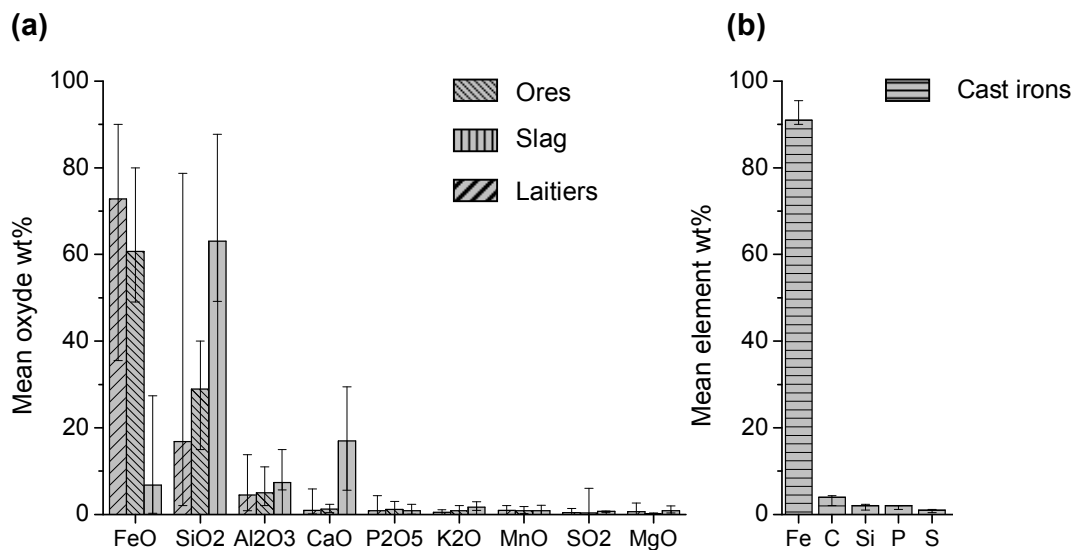 (a)
100
80
60
40
20
0
Mean oxyde wt%
Ores
Slag
Laitiers
FeO SiO2 Al2O3 CaO P2O5 K2O MnO SO2 MgO
(b)
100
80
60
40
20
0
Mean element wt%
Cast irons
Fe C Si P S